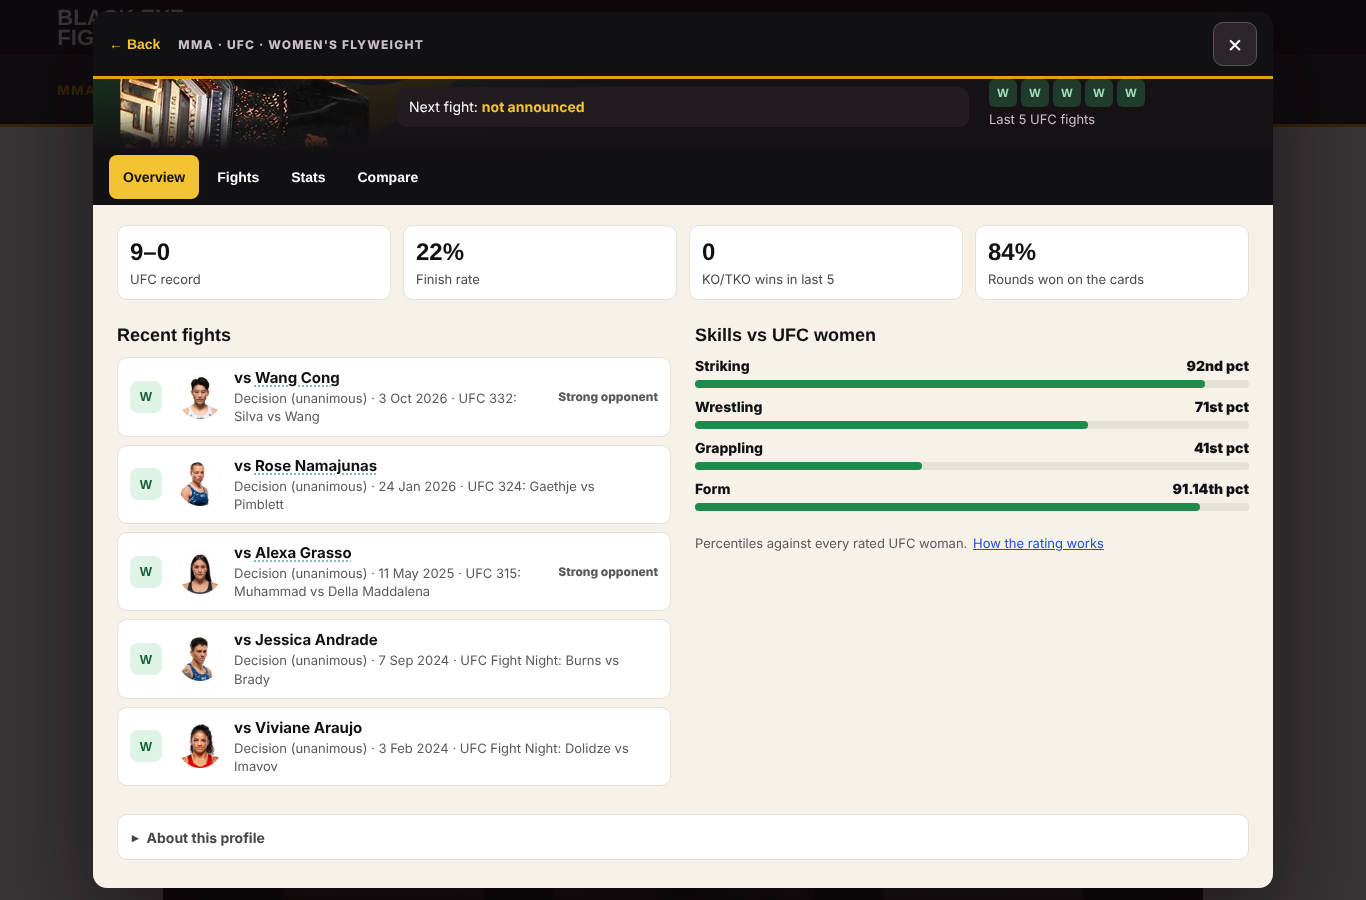 BLACK EYE
FIG
MMA
← Back
MMA · UFC · WOMEN'S FLYWEIGHT
×
Next fight: not announced
W W W W W
Last 5 UFC fights
Overview
Fights
Stats
Compare
9–0
UFC record
22%
Finish rate
0
KO/TKO wins in last 5
84%
Rounds won on the cards
Recent fights
W
vs Wang Cong
Decision (unanimous) · 3 Oct 2026 · UFC 332:
Silva vs Wang
Strong opponent
W
vs Rose Namajunas
Decision (unanimous) · 24 Jan 2026 · UFC 324: Gaethje vs
Pimblett
W
vs Alexa Grasso
Decision (unanimous) · 11 May 2025 · UFC 315:
Muhammad vs Della Maddalena
Strong opponent
W
vs Jessica Andrade
Decision (unanimous) · 7 Sep 2024 · UFC Fight Night: Burns vs
Brady
W
vs Viviane Araujo
Decision (unanimous) · 3 Feb 2024 · UFC Fight Night: Dolidze vs
Imavov
Skills vs UFC women
Striking
92nd pct
Wrestling
71st pct
Grappling
41st pct
Form
91.14th pct
Percentiles against every rated UFC woman. How the rating works
▸ About this profile